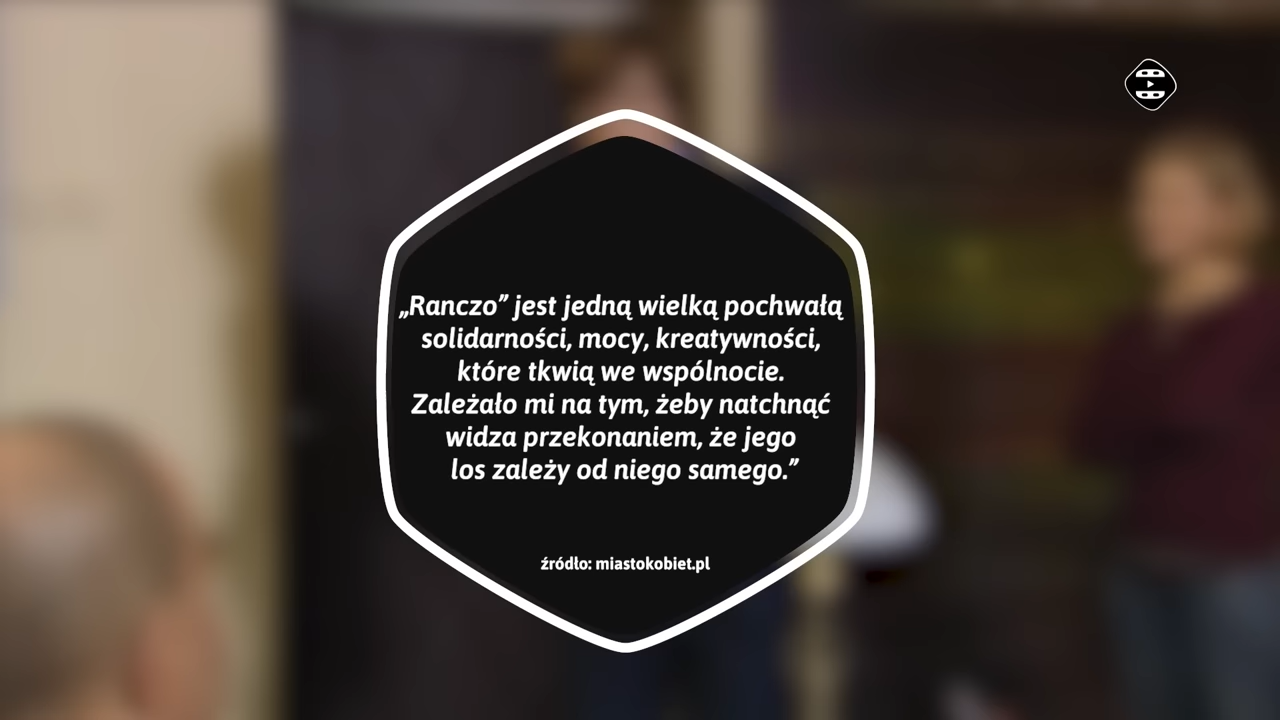 „Ranczo” jest jedną wielką pochwałą
solidarności, mocy, kreatywności,
które tkwią we wspólnocie.
Zależało mi na tym, żeby natchnąć
widza przekonaniem, że jego
los zależy od niego samego.”
źródło: miastokobiet.pl